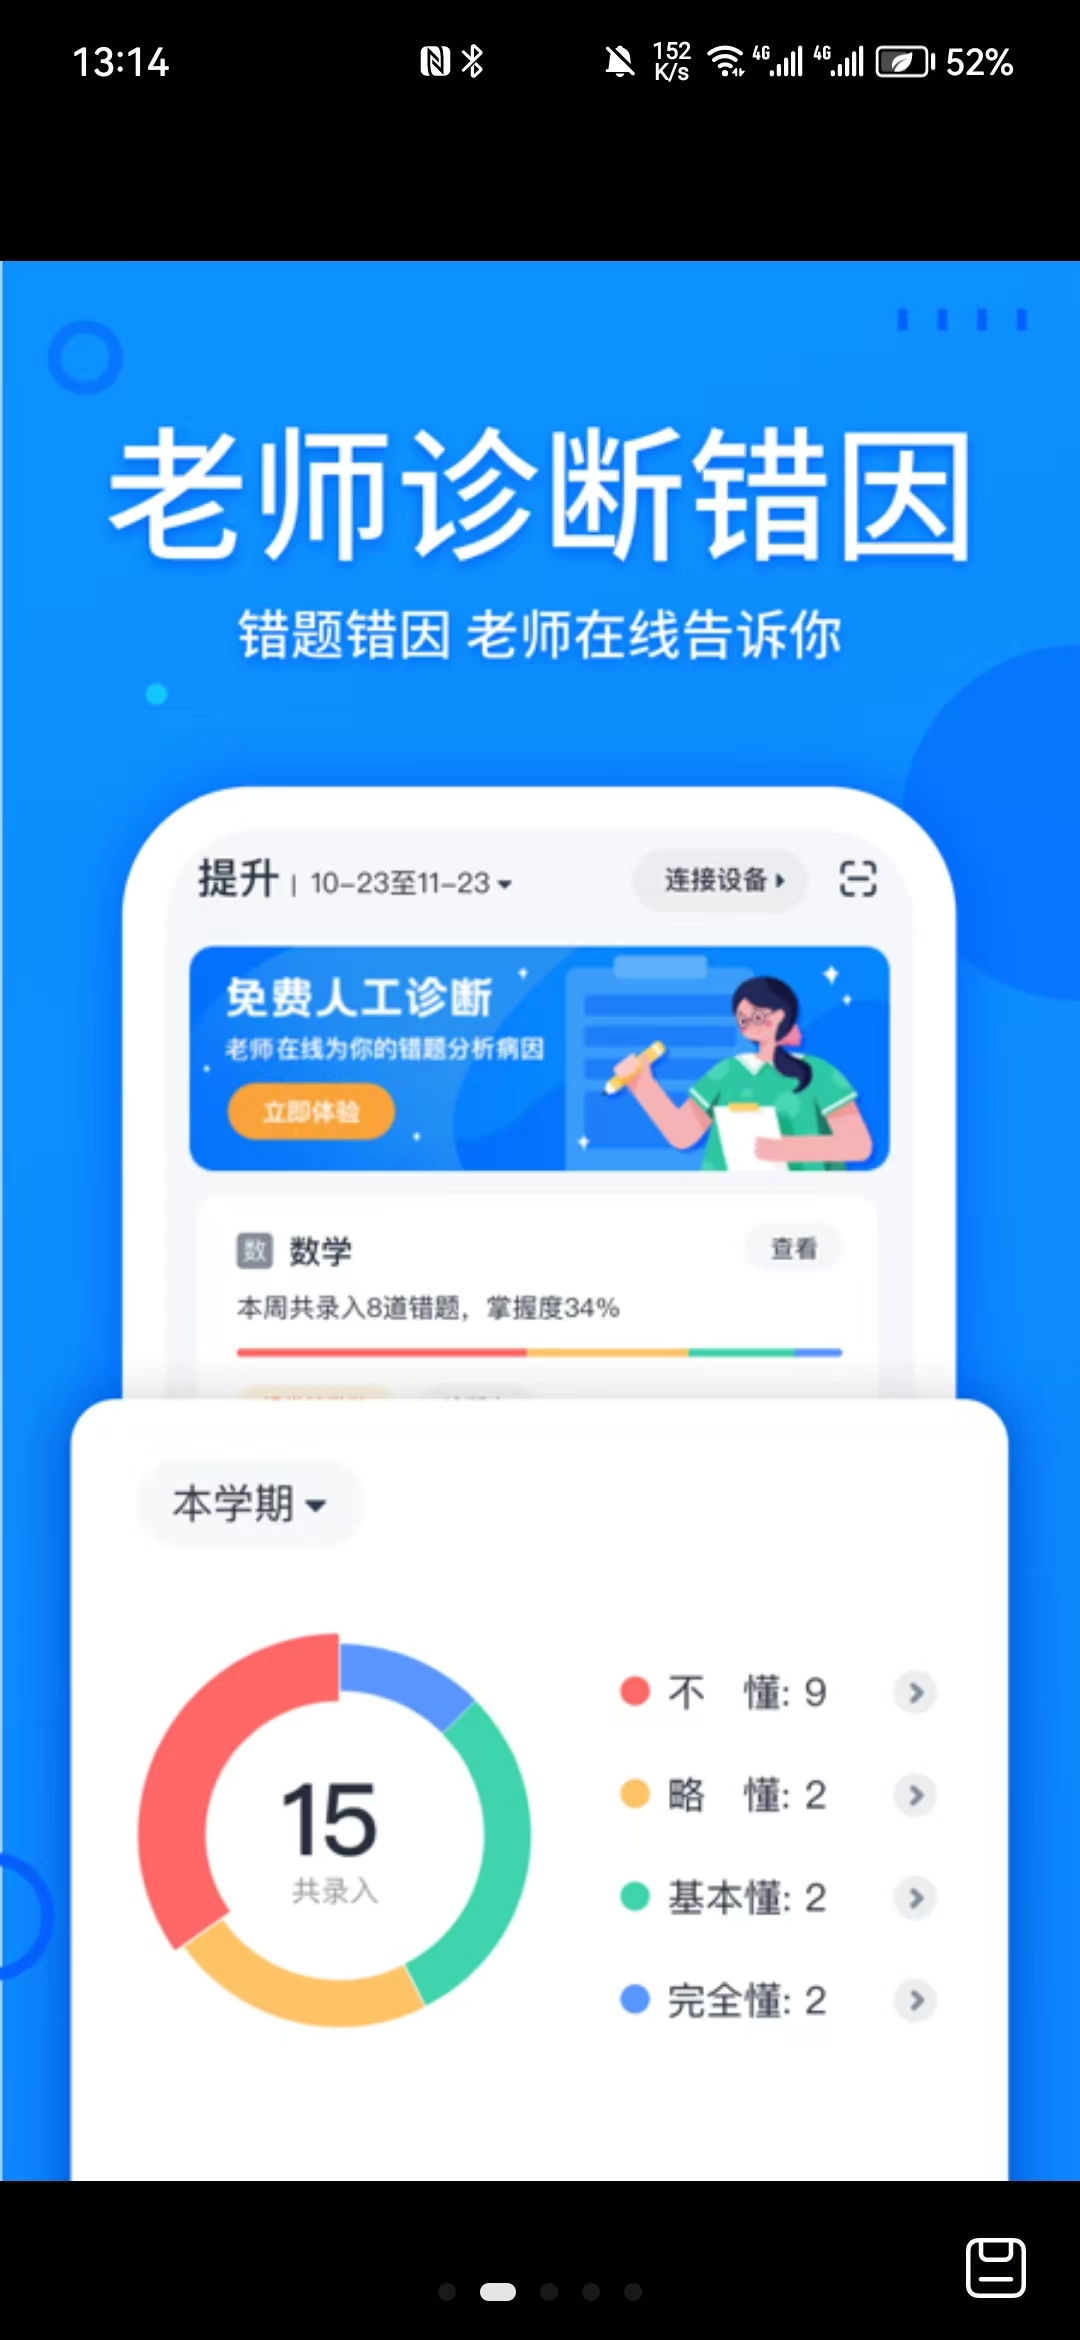 13:14
152 K/s
4G
4G
52%
老师诊断错因
错题错因 老师在线告诉你
提升 | 10-23至11-23
连接设备
免费人工诊断
老师在线为你的错题分析病因
立即体验
数 数学
查看
本周共录入8道错题，掌握度34%
本学期
15
共录入
不 懂: 9
略 懂: 2
基本懂: 2
完全懂: 2